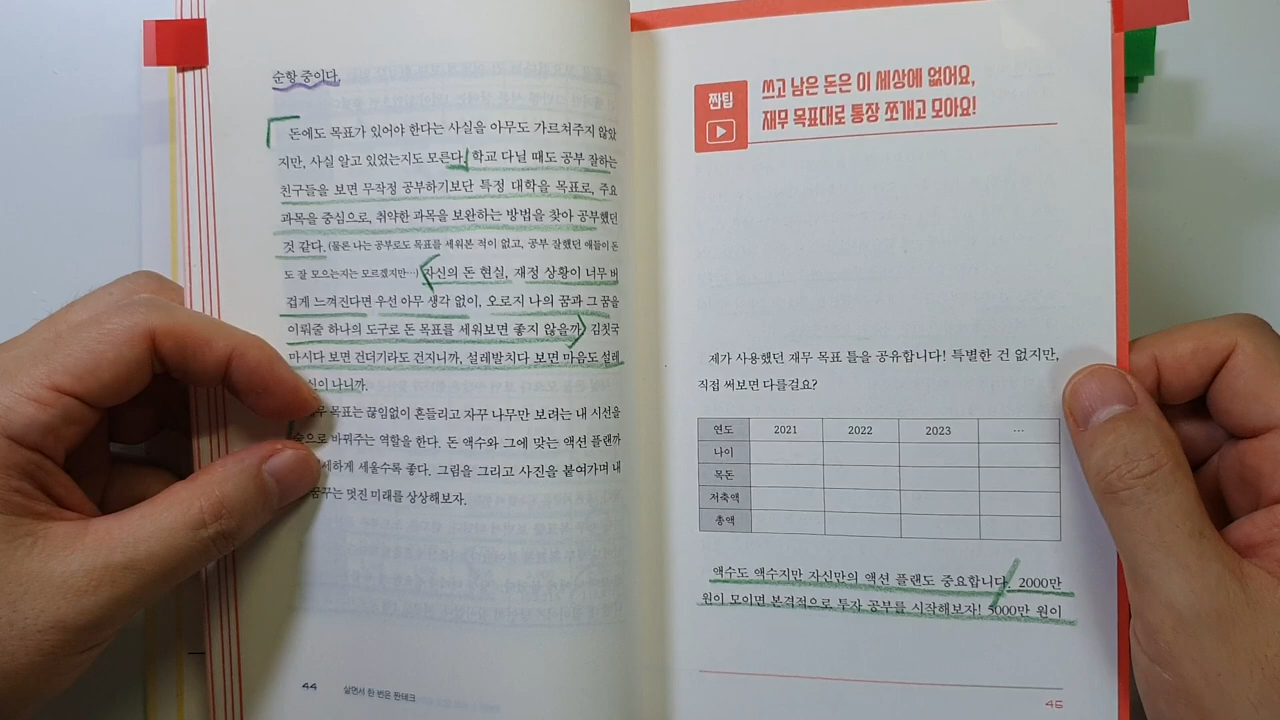 순항 중이다.
돈에도 목표가 있어야 한다는 사실을 아무도 가르쳐주지 않았
지만, 사실 알고 있었는지도 모른다. 학교 다닐 때도 공부 잘하는
친구들을 보면 무작정 공부하기보단 특정 대학을 목표로, 주요
과목을 중심으로, 취약한 과목을 보완하는 방법을 찾아 공부했던
것 같다. (물론 나는 공부로도 목표를 세워본 적이 없고, 공부 잘했던 애들이 돈
도 잘 모으는지는 모르겠지만…) 자신의 돈 현실, 재정 상황이 너무 버
겁게 느껴진다면 우선 아무 생각 없이, 오로지 나의 꿈과 그 꿈을
이뤄줄 하나의 도구로 돈 목표를 세워보면 좋지 않을까. 김칫국
마시다 보면 건더기라도 건지니까, 설레발치다 보면 마음도 설레
신이 나니까.
목표는 끊임없이 흔들리고 자꾸 나무만 보려는 내 시선을
숲으로 바꿔주는 역할을 한다. 돈 액수와 그에 맞는 액션 플랜까
세하게 세울수록 좋다. 그림을 그리고 사진을 붙여가며 내
꿈꾸는 멋진 미래를 상상해보자.
44 살면서 한 번은 짠테크
짠팁
쓰고 남은 돈은 이 세상에 없어요,
재무 목표대로 통장 쪼개고 모아요!
제가 사용했던 재무 목표 틀을 공유합니다! 특별한 건 없지만,
직접 써보면 다를걸요?
연도 2021 2022 2023 …
나이
목돈
저축액
총액
액수도 액수지만 자신만의 액션 플랜도 중요합니다. 2000만
원이 모이면 본격적으로 투자 공부를 시작해보자! 5000만 원이
45